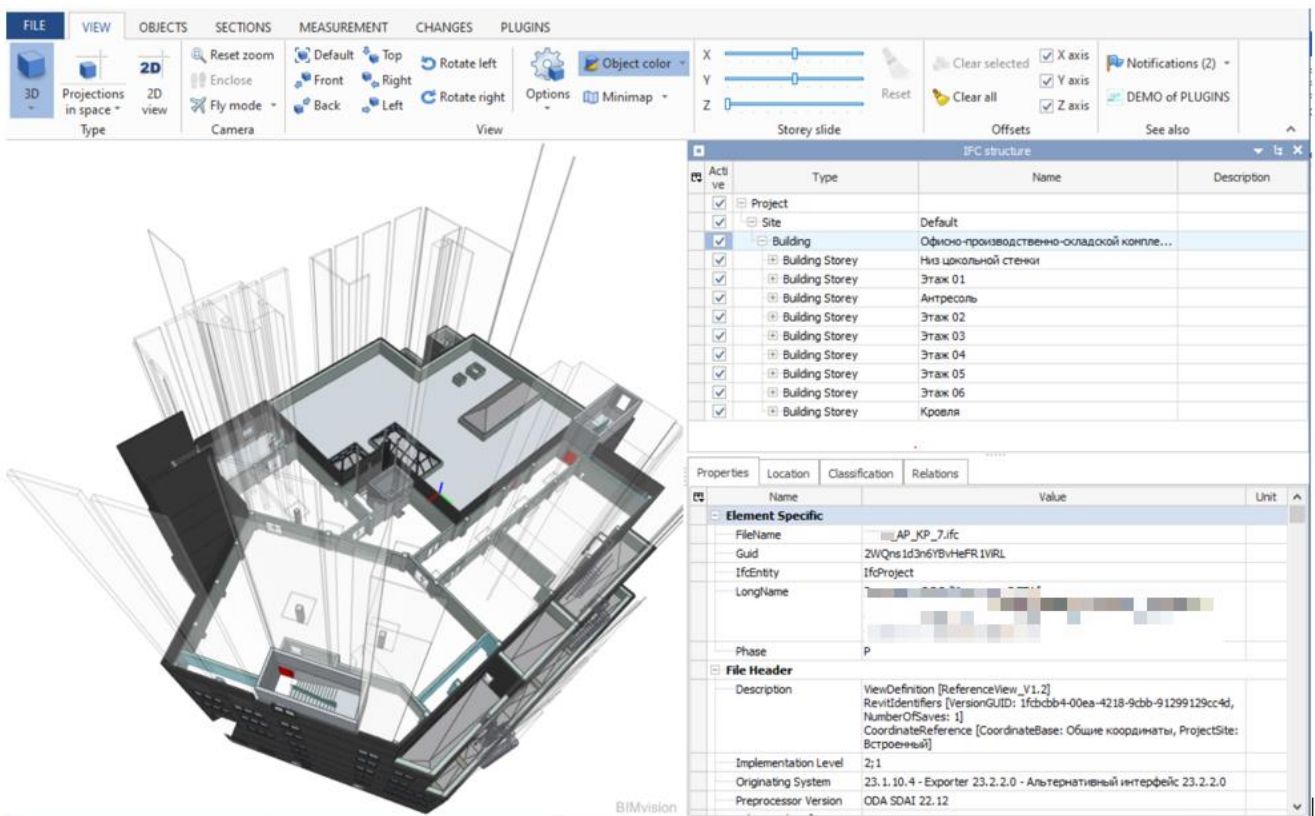 FILE VIEW OBJECTS SECTIONS MEASUREMENT CHANGES PLUGINS
3D
Projections in space
2D
2D view
Type
Reset zoom
Enclose
Fly mode
Camera
Default Top
Front Right
Back Left
Rotate left
Rotate right
Options
Object color
Minimap
View
X
Y
Z
Reset
Storey slide
Clear selected
Clear all
X axis
Y axis
Z axis
Offsets
Notifications (2)
DEMO of PLUGINS
See also
BIMvision
IFC structure
Active Type Name Description
Project
Site Default
Building Офисно-производственно-складской компле...
Building Storey Низ цокольной стенки
Building Storey Этаж 01
Building Storey Антресоль
Building Storey Этаж 02
Building Storey Этаж 03
Building Storey Этаж 04
Building Storey Этаж 05
Building Storey Этаж 06
Building Storey Кровля
Properties Location Classification Relations
Name Value Unit
Element Specific
FileName _AP_KP_7.ifc
Guid
IfcEntity IfcProject
LongName
Phase P
File Header
Description ViewDefinition [ReferenceView_V1.2]
RevitIdentifiers [VersionGUID: 1fcbcbb4-00ea-4218-9cbb-91299129cc4d,
NumberOfSaves: 1]
CoordinateReference [CoordinateBase: Общие координаты, ProjectSite:
Встроенный]
Implementation Level 2;1
Originating System 23.1.10.4 - Exporter 23.2.2.0 - Альтернативный интерфейс 23.2.2.0
Preprocessor Version ODA SDAI 22.12